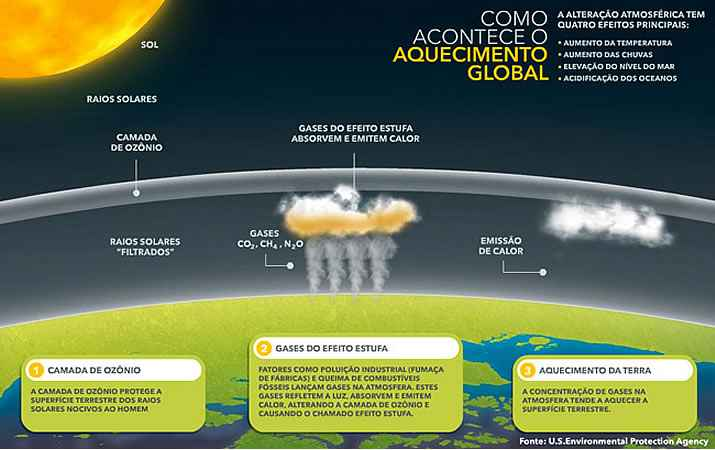 COMO
ACONTECE O
AQUECIMENTO
GLOBAL
A ALTERAÇÃO ATMOSFÉRICA TEM
QUATRO EFEITOS PRINCIPAIS:
• AUMENTO DA TEMPERATURA
• AUMENTO DAS CHUVAS
• ELEVAÇÃO DO NÍVEL DO MAR
• ACIDIFICAÇÃO DOS OCEANOS
SOL
RAIOS SOLARES
CAMADA
DE OZÔNIO
GASES DO EFEITO ESTUFA
ABSORVEM E EMITEM CALOR
RAIOS SOLARES
"FILTRADOS"
GASES
CO₂, CH₄, N₂O
EMISSÃO
DE CALOR
1 CAMADA DE OZÔNIO
A CAMADA DE OZÔNIO PROTEGE A
SUPERFÍCIE TERRESTRE DOS RAIOS
SOLARES NOCIVOS AO HOMEM
2 GASES DO EFEITO ESTUFA
FATORES COMO POLUIÇÃO INDUSTRIAL (FUMAÇA
DE FÁBRICAS) E QUEIMA DE COMBUSTÍVEIS
FÓSSEIS LANÇAM GASES NA ATMOSFERA. ESTES
GASES REFLETEM A LUZ, ABSORVEM E EMITEM
CALOR, ALTERANDO A CAMADA DE OZÔNIO E
CAUSANDO O CHAMADO EFEITO ESTUFA.
3 AQUECIMENTO DA TERRA
A CONCENTRAÇÃO DE GASES NA
ATMOSFERA TENDE A AQUECER A
SUPERFÍCIE TERRESTRE.
Fonte: U.S.Environmental Protection Agency